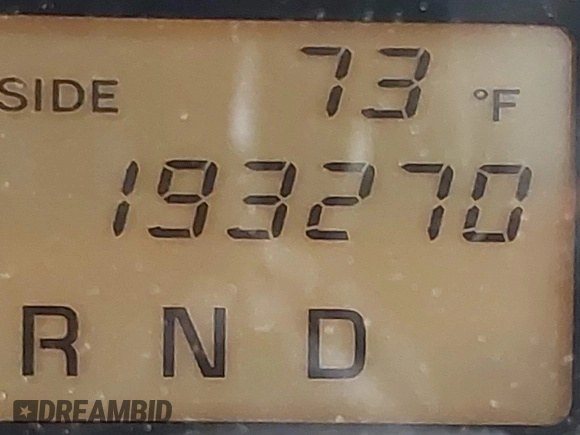 SIDE 73 °F
193270
R N D
DREAMBID